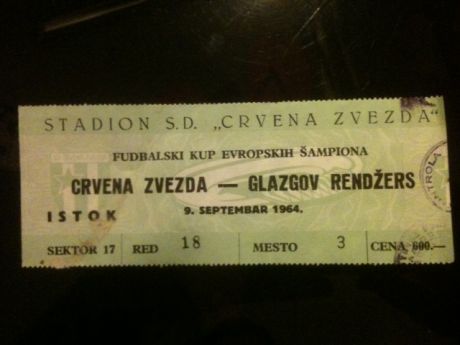 STADION S.D. „CRVENA ZVEZDA"
FUDBALSKI KUP EVROPSKIH ŠAMPIONA
CRVENA ZVEZDA — GLAZGOV RENDŽERS
ISTOK 9. SEPTEMBAR 1964.
SEKTOR 17 RED 18 MESTO 3 CENA 600.—